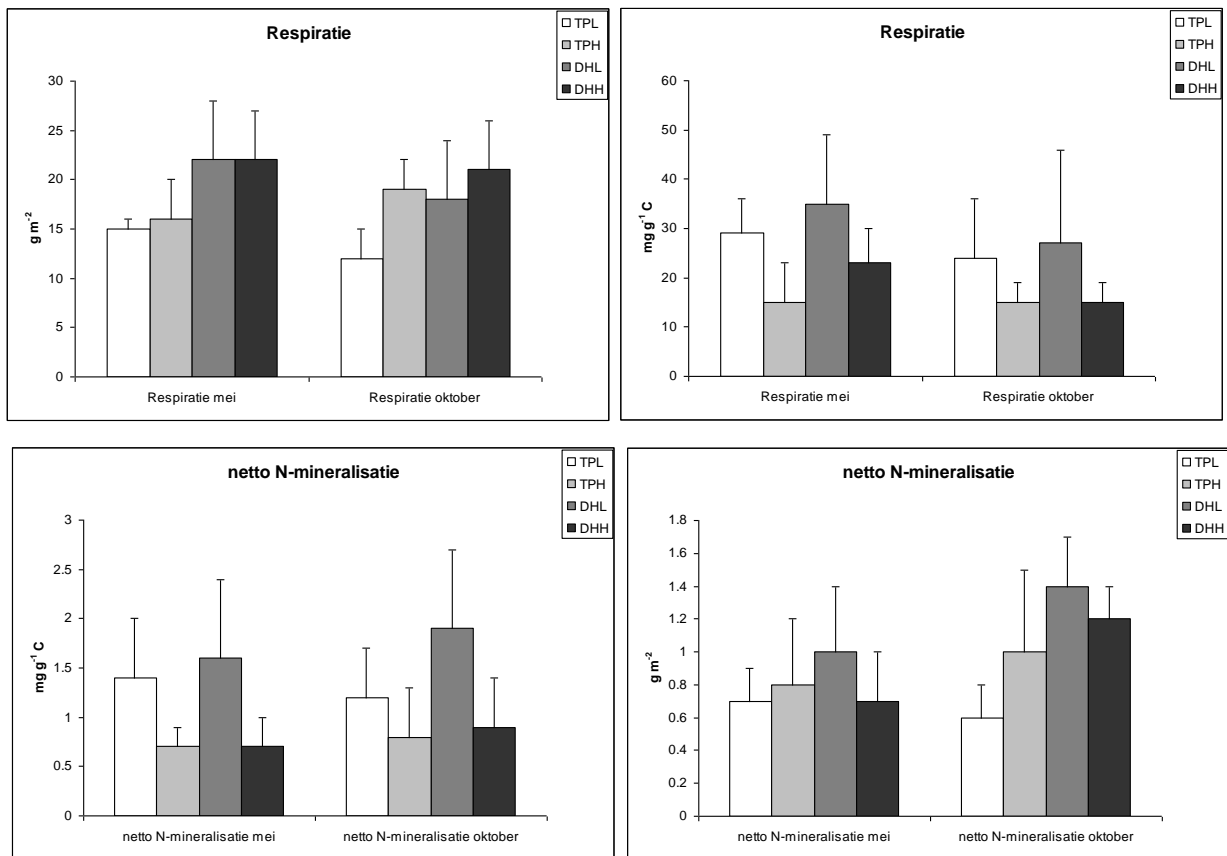 Respiratie
TPL
TPH
DHL
DHH
30
25
20
15
10
5
0
g m⁻²
Respiratie mei
Respiratie oktober
Respiratie
TPL
TPH
DHL
DHH
60
50
40
30
20
10
0
mg g⁻¹ C
Respiratie mei
Respiratie oktober
netto N-mineralisatie
TPL
TPH
DHL
DHH
3
2.5
2
1.5
1
0.5
0
mg g⁻¹ C
netto N-mineralisatie mei
netto N-mineralisatie oktober
netto N-mineralisatie
TPL
TPH
DHL
DHH
1.8
1.6
1.4
1.2
1
0.8
0.6
0.4
0.2
0
g m⁻²
netto N-mineralisatie mei
netto N-mineralisatie oktober